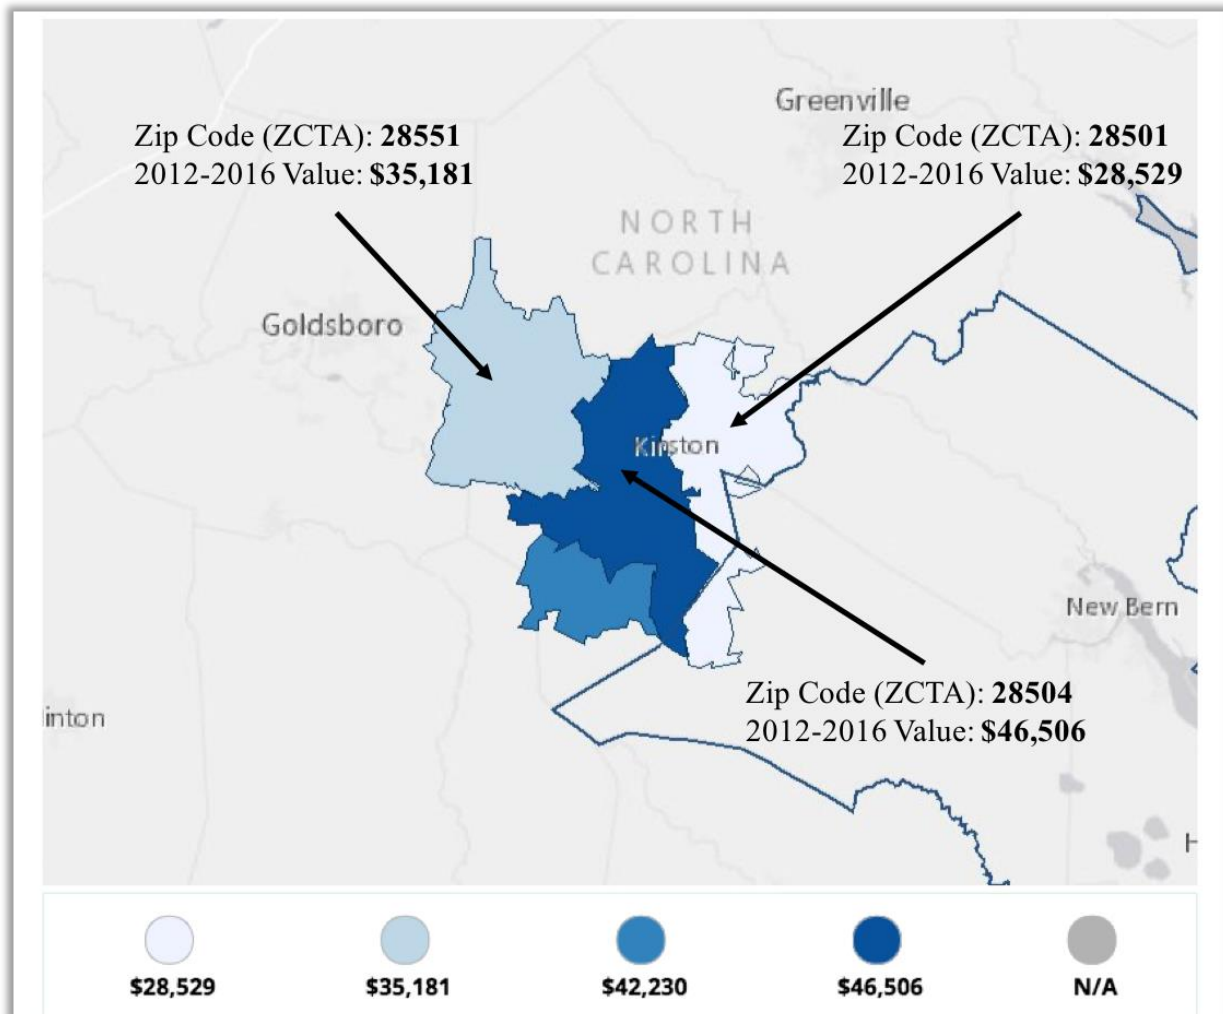 Greenville
Zip Code (ZCTA): 28551
2012-2016 Value: $35,181
Zip Code (ZCTA): 28501
2012-2016 Value: $28,529
NORTH
CAROLINA
Goldsboro
Kinston
New Bern
Zip Code (ZCTA): 28504
2012-2016 Value: $46,506
inton
H
$28,529
$35,181
$42,230
$46,506
N/A